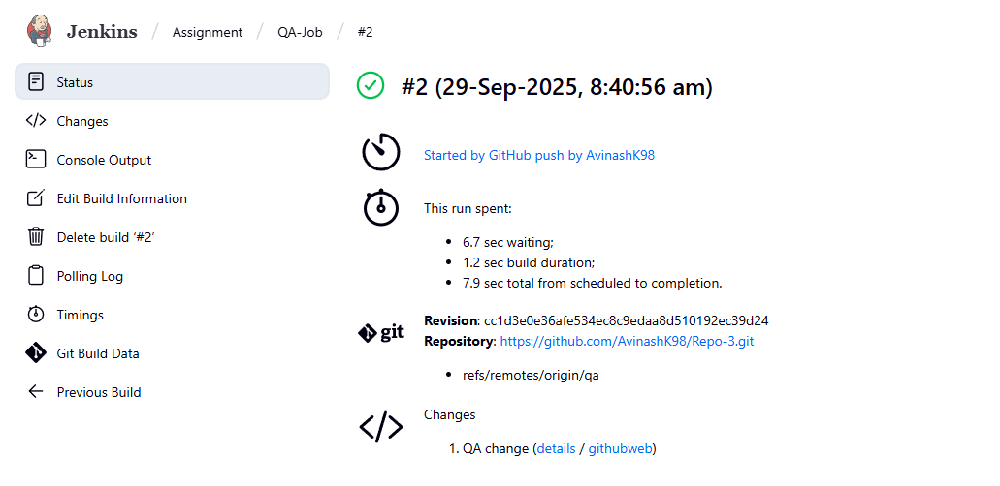 Jenkins / Assignment / QA-Job / #2
Status
Changes
Console Output
Edit Build Information
Delete build ‘#2’
Polling Log
Timings
Git Build Data
Previous Build
#2 (29-Sep-2025, 8:40:56 am)
Started by GitHub push by AvinashK98
This run spent:
• 6.7 sec waiting;
• 1.2 sec build duration;
• 7.9 sec total from scheduled to completion.
git
Revision: cc1d3e0e36afe534ec8c9edaa8d510192ec39d24
Repository: https://github.com/AvinashK98/Repo-3.git
• refs/remotes/origin/qa
Changes
1. QA change (details / githubweb)